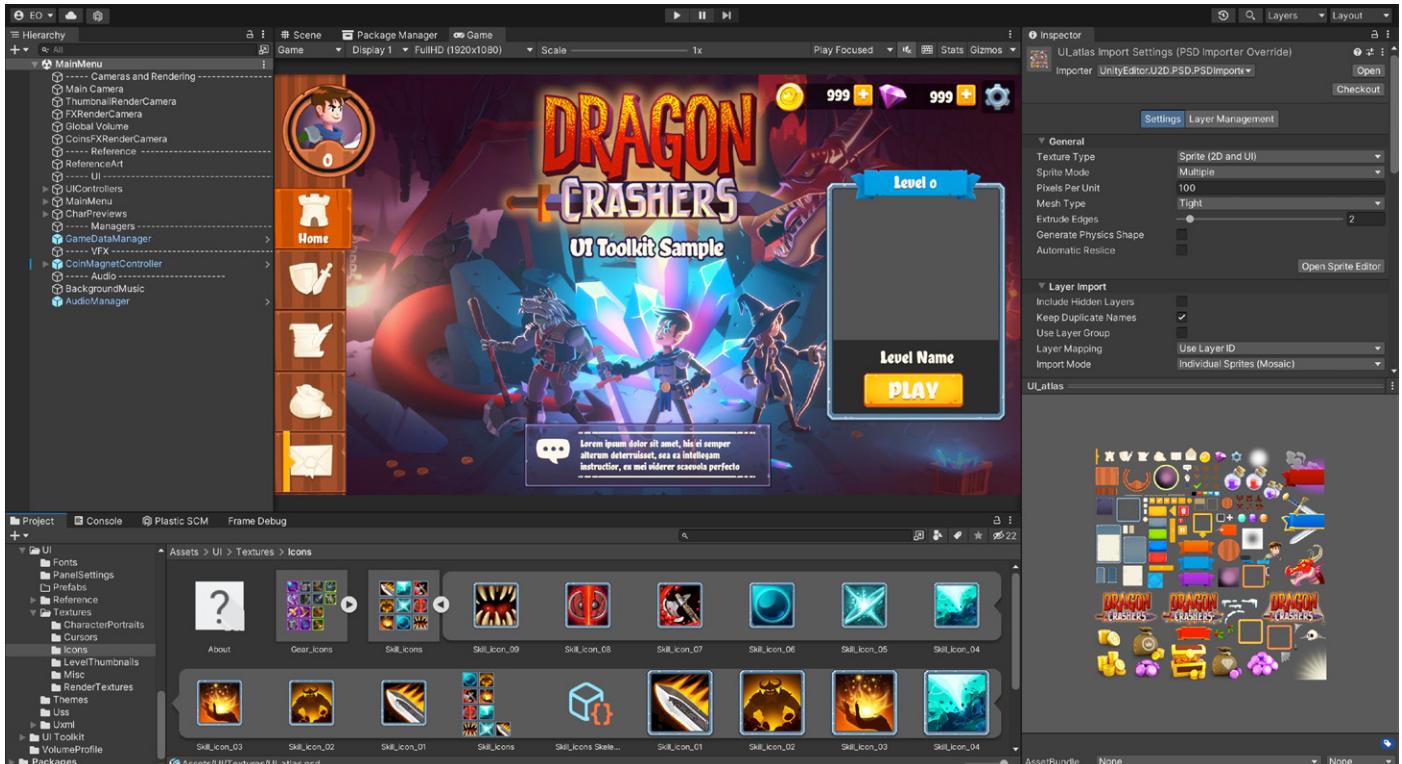 EO
Layers
Layout
Hierarchy
All
MainMenu
----- Cameras and Rendering -----
Main Camera
ThumbnailRenderCamera
FXRenderCamera
Global Volume
CoinsFXRenderCamera
----- Reference -----
ReferenceArt
----- UI -----
UIControllers
MainMenu
CharPreviews
----- Managers -----
GameDataManager
----- VFX -----
CoinMagnetController
----- Audio -----
BackgroundMusic
AudioManager
Scene
Package Manager
Game
Game
Display 1
FullHD (1920x1080)
Scale
1x
Play Focused
Stats
Gizmos
0
Home
DRAGON
CRASHERS
UI Toolkit Sample
999
999
Level 0
Level Name
PLAY
Lorem ipsum dolor sit amet, his ei semper
alterum deterruisset, sea ea intellegam
instructior, ex mei viderer scaevola perfecto
Inspector
UI_atlas Import Settings (PSD Importer Override)
Importer UnityEditor.U2D.PSD.PSDImporte
Open
Checkout
Settings Layer Management
General
Texture Type Sprite (2D and UI)
Sprite Mode Multiple
Pixels Per Unit 100
Mesh Type Tight
Extrude Edges 2
Generate Physics Shape
Automatic Reslice
Open Sprite Editor
Layer Import
Include Hidden Layers
Keep Duplicate Names
Use Layer Group
Layer Mapping Use Layer ID
Import Mode Individual Sprites (Mosaic)
UI_atlas
DRAGON CRASHERS
DRAGON CRASHERS
DRAGON CRASHERS
AssetBundle None None
Project
Console
Plastic SCM
Frame Debug
22
UI
Fonts
PanelSettings
Prefabs
Reference
Textures
CharacterPortraits
Cursors
Icons
LevelThumbnails
Misc
RenderTextures
Themes
Uss
Uxml
UI Toolkit
VolumeProfile
Packages
Assets > UI > Textures > Icons
About
Gear_icons
Skill_icons
Skill_icon_09
Skill_icon_08
Skill_icon_07
Skill_icon_06
Skill_icon_05
Skill_icon_04
Skill_icon_03
Skill_icon_02
Skill_icon_01
Skill_icons
Skill_icons Skele...
Skill_icon_01
Skill_icon_02
Skill_icon_03
Skill_icon_04
Assets/UI/Textures/UI_atlas.psd